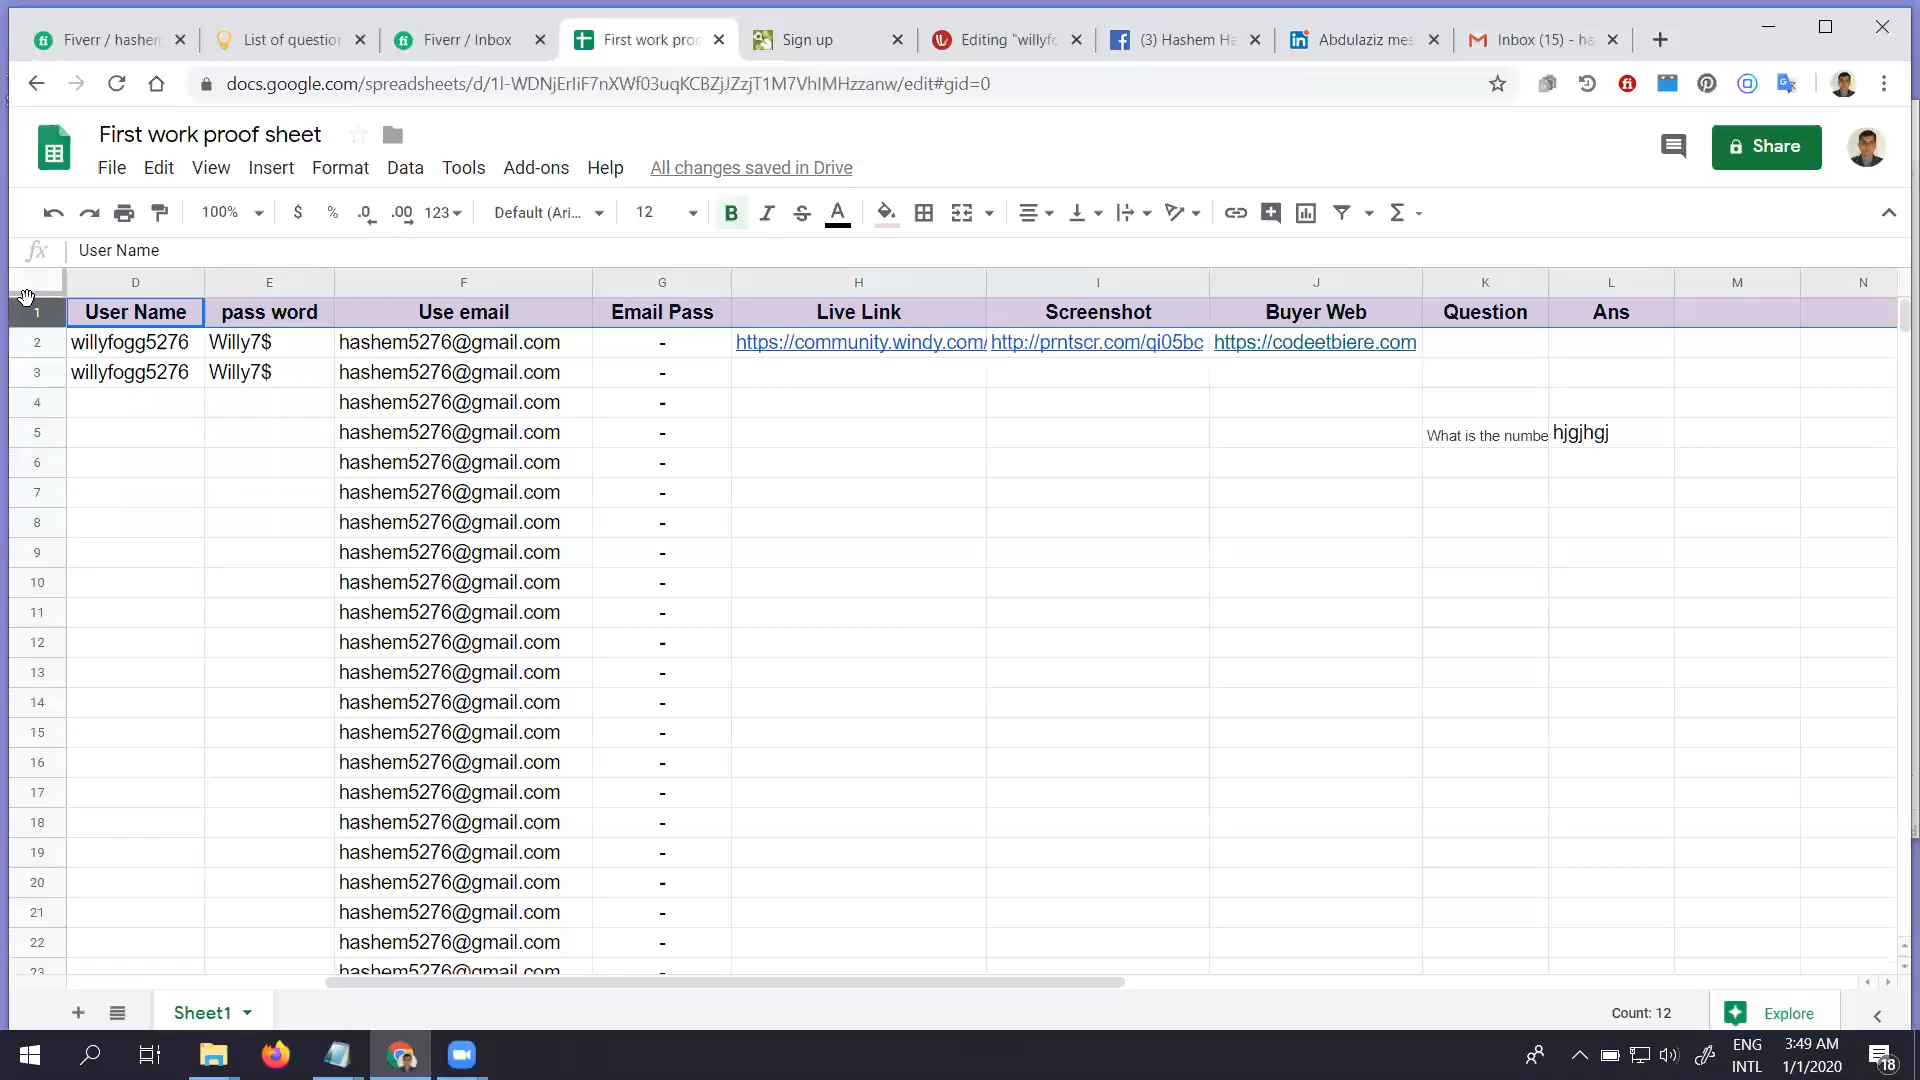 Fiverr / hashem
List of question
Fiverr / Inbox
First work proo
Sign up
Editing "willyfo
(3) Hashem Ha
Abdulaziz mes
Inbox (15) - ha
docs.google.com/spreadsheets/d/1l-WDNjErIiF7nXWf03uqKCBZjJZzjT1M7VhIMHzzanw/edit#gid=0
First work proof sheet
File Edit View Insert Format Data Tools Add-ons Help All changes saved in Drive
Share
100% $ % .0 .00 123 Default (Ari... 12 B I S A Σ
fx User Name
D E F G H I J K L M N
1 User Name pass word Use email Email Pass Live Link Screenshot Buyer Web Question Ans
2 willyfogg5276 Willy7$ hashem5276@gmail.com - https://community.windy.com/ http://prntscr.com/qi05bc https://codeetbiere.com
3 willyfogg5276 Willy7$ hashem5276@gmail.com -
4 hashem5276@gmail.com -
5 hashem5276@gmail.com - What is the numbe hjgjhgj
6 hashem5276@gmail.com -
7 hashem5276@gmail.com -
8 hashem5276@gmail.com -
9 hashem5276@gmail.com -
10 hashem5276@gmail.com -
11 hashem5276@gmail.com -
12 hashem5276@gmail.com -
13 hashem5276@gmail.com -
14 hashem5276@gmail.com -
15 hashem5276@gmail.com -
16 hashem5276@gmail.com -
17 hashem5276@gmail.com -
18 hashem5276@gmail.com -
19 hashem5276@gmail.com -
20 hashem5276@gmail.com -
21 hashem5276@gmail.com -
22 hashem5276@gmail.com -
23 hashem5276@gmail.com -
Sheet1
Count: 12
Explore
ENG
INTL
3:49 AM
1/1/2020
18